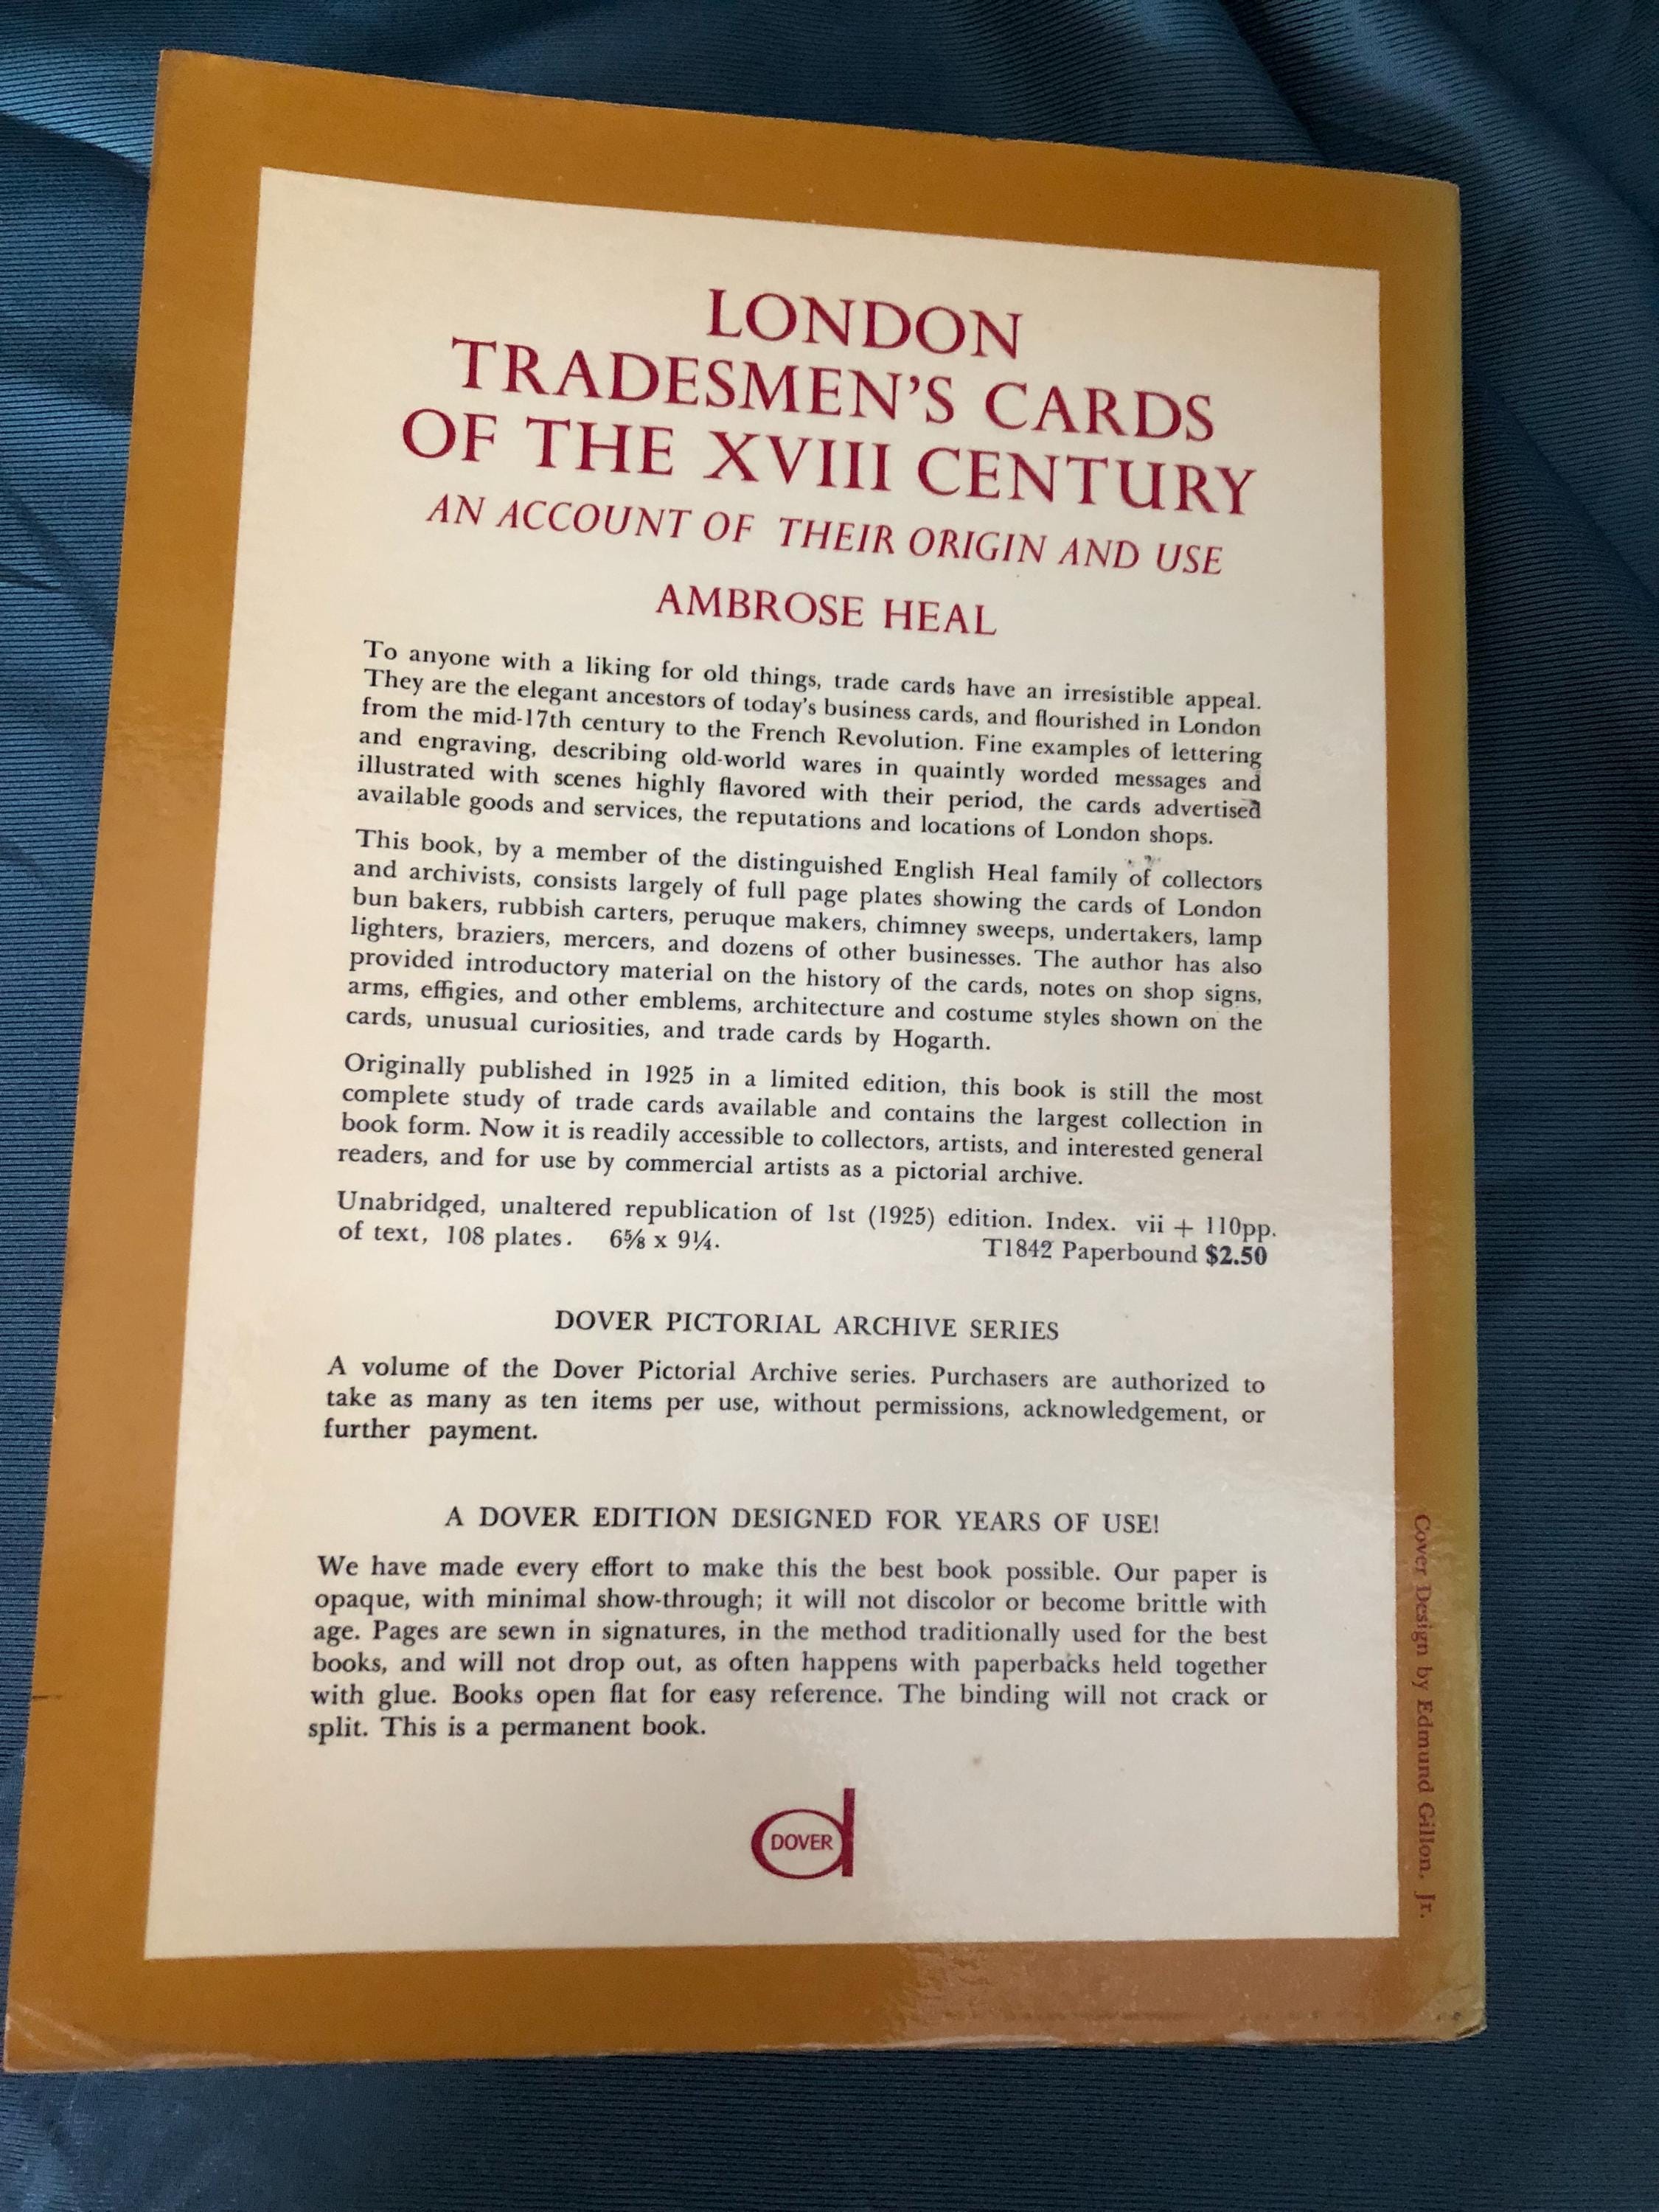 LONDON
TRADESMEN'S CARDS
OF THE XVIII CENTURY
AN ACCOUNT OF THEIR ORIGIN AND USE
AMBROSE HEAL
To anyone with a liking for old things, trade cards have an irresistible appeal.
They are the elegant ancestors of today's business cards, and flourished in London
from the mid-17th century to the French Revolution. Fine examples of lettering
and engraving, describing old-world wares in quaintly worded messages and
illustrated with scenes highly flavored with their period, the cards advertised
available goods and services, the reputations and locations of London shops.
This book, by a member of the distinguished English Heal family of collectors
and archivists, consists largely of full page plates showing the cards of London
bun bakers, rubbish carters, peruque makers, chimney sweeps, undertakers, lamp
lighters, braziers, mercers, and dozens of other businesses. The author has also
provided introductory material on the history of the cards, notes on shop signs,
arms, effigies, and other emblems, architecture and costume styles shown on the
cards, unusual curiosities, and trade cards by Hogarth.
Originally published in 1925 in a limited edition, this book is still the most
complete study of trade cards available and contains the largest collection in
book form. Now it is readily accessible to collectors, artists, and interested general
readers, and for use by commercial artists as a pictorial archive.
Unabridged, unaltered republication of 1st (1925) edition. Index. vii + 110pp.
of text, 108 plates. 6⅝ x 9¼. T1842 Paperbound $2.50
DOVER PICTORIAL ARCHIVE SERIES
A volume of the Dover Pictorial Archive series. Purchasers are authorized to
take as many as ten items per use, without permissions, acknowledgement, or
further payment.
A DOVER EDITION DESIGNED FOR YEARS OF USE!
We have made every effort to make this the best book possible. Our paper is
opaque, with minimal show-through; it will not discolor or become brittle with
age. Pages are sewn in signatures, in the method traditionally used for the best
books, and will not drop out, as often happens with paperbacks held together
with glue. Books open flat for easy reference. The binding will not crack or
split. This is a permanent book.
DOVER
Cover Design by Edmund Gillon, Jr.